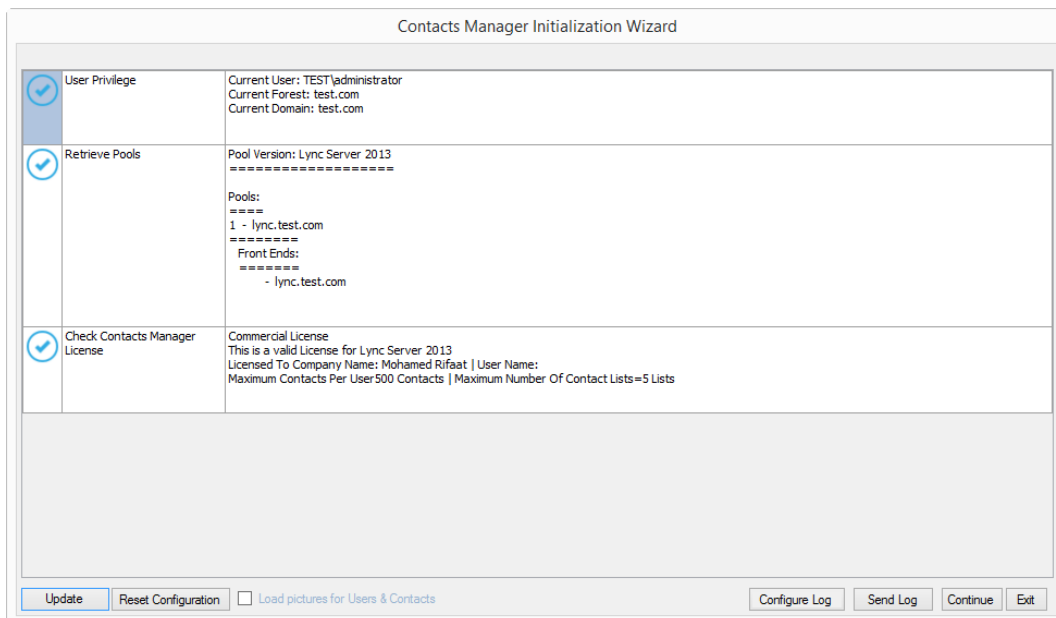 Contacts Manager Initialization Wizard
User Privilege
Current User: TEST\administrator
Current Forest: test.com
Current Domain: test.com
Retrieve Pools
Pool Version: Lync Server 2013
===================
Pools:
====
1 - lync.test.com
========
Front Ends:
=======
- lync.test.com
Check Contacts Manager
License
Commercial License
This is a valid License for Lync Server 2013
Licensed To Company Name: Mohamed Rifaat | User Name:
Maximum Contacts Per User500 Contacts | Maximum Number Of Contact Lists=5 Lists
Update Reset Configuration Load pictures for Users & Contacts Configure Log Send Log Continue Exit